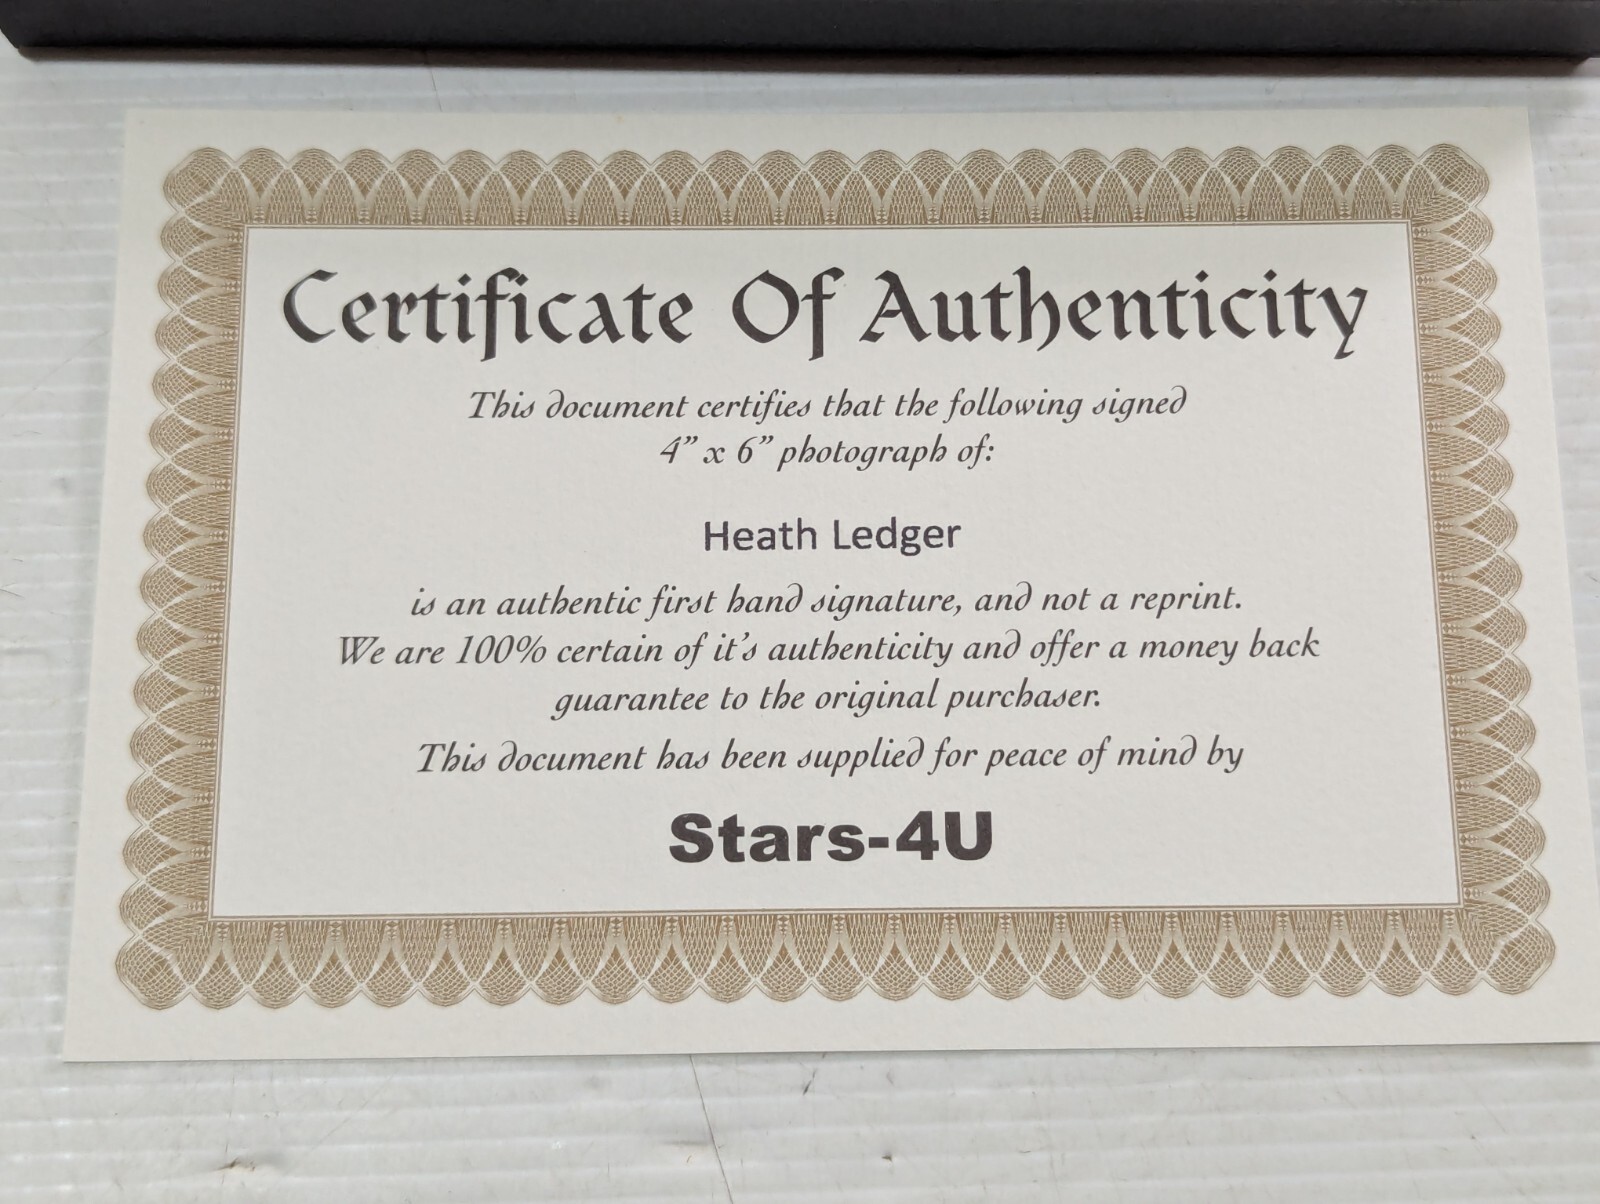 Certificate Of Authenticity
This document certifies that the following signed
4” x 6” photograph of:
Heath Ledger
is an authentic first hand signature, and not a reprint.
We are 100% certain of it’s authenticity and offer a money back
guarantee to the original purchaser.
This document has been supplied for peace of mind by
Stars-4U